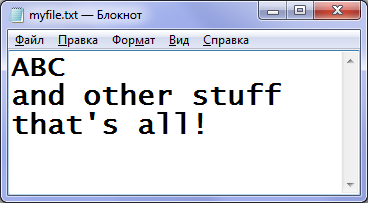 myfile.txt — Блокнот
Файл Правка Формат Вид Справка
ABC
and other stuff
that's all!